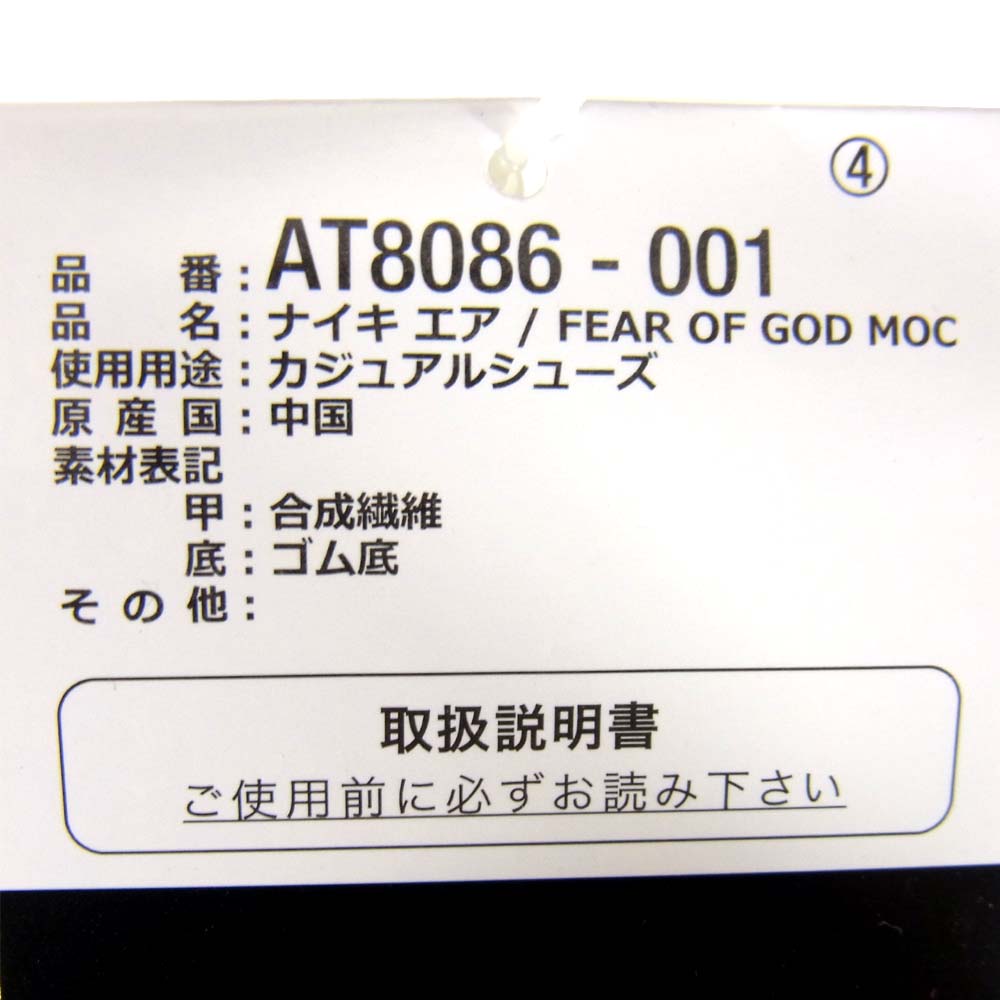 ④
品番：AT8086 - 001
品名：ナイキ エア / FEAR OF GOD MOC
使用用途：カジュアルシューズ
原産国：中国
素材表記
甲：合成繊維
底：ゴム底
その他：
取扱説明書
ご使用前に必ずお読み下さい